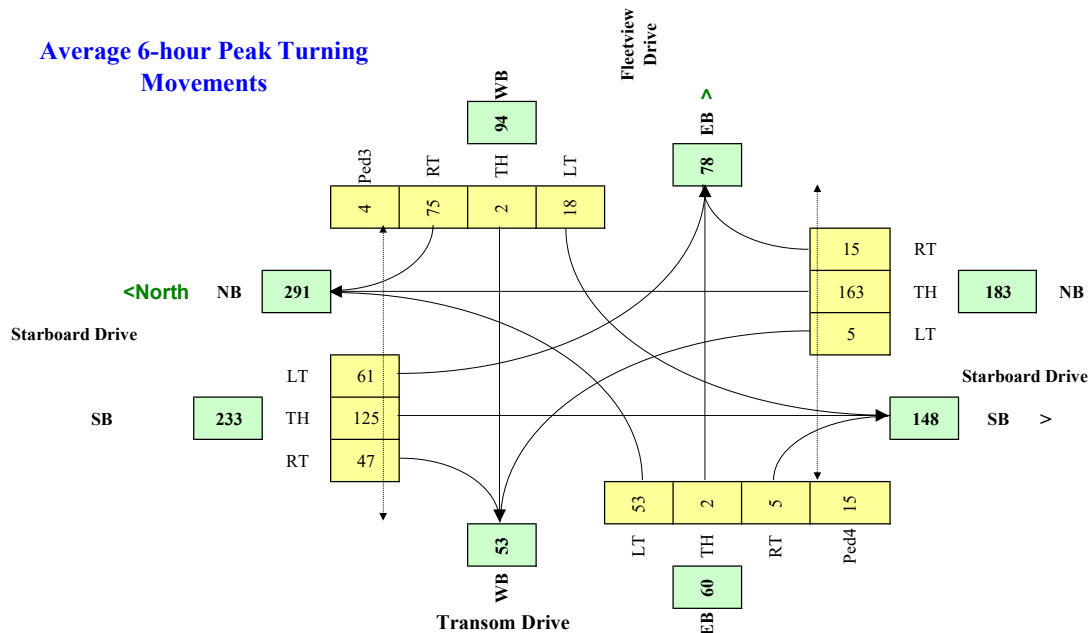 Average 6-hour Peak Turning
Movements
Fleetview
Drive
WB
94
EB ^
78
Ped3 RT TH LT
4 75 2 18
15 RT
<North NB 291
163 TH 183 NB
5 LT
Starboard Drive
LT 61
SB 233 TH 125
RT 47
Starboard Drive
148 SB >
53 2 5 15
LT TH RT Ped4
53
WB
60
EB
Transom Drive